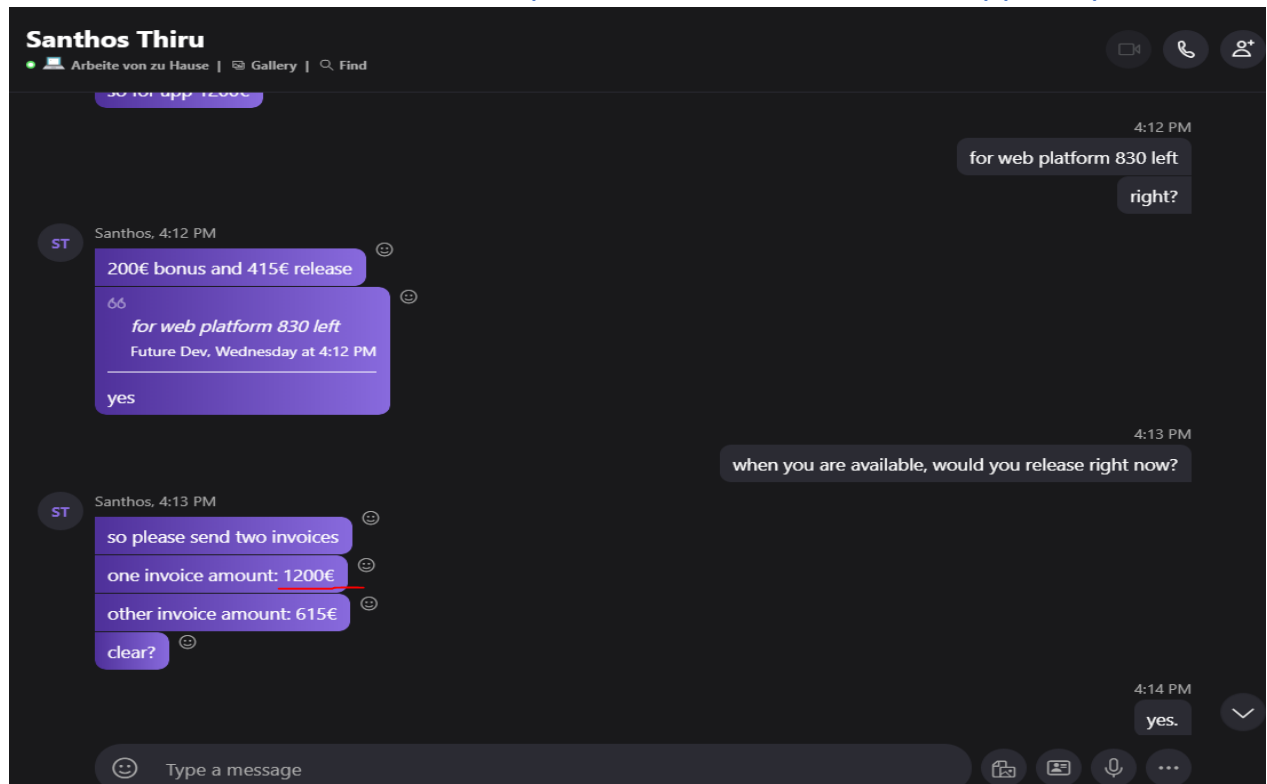 Santhos Thiru
Arbeite von zu Hause | Gallery | Find
so for app 1200€
4:12 PM
for web platform 830 left
right?
ST
Santhos, 4:12 PM
200€ bonus and 415€ release
for web platform 830 left
Future Dev, Wednesday at 4:12 PM
yes
4:13 PM
when you are available, would you release right now?
ST
Santhos, 4:13 PM
so please send two invoices
one invoice amount: 1200€
other invoice amount: 615€
clear?
4:14 PM
yes.
Type a message